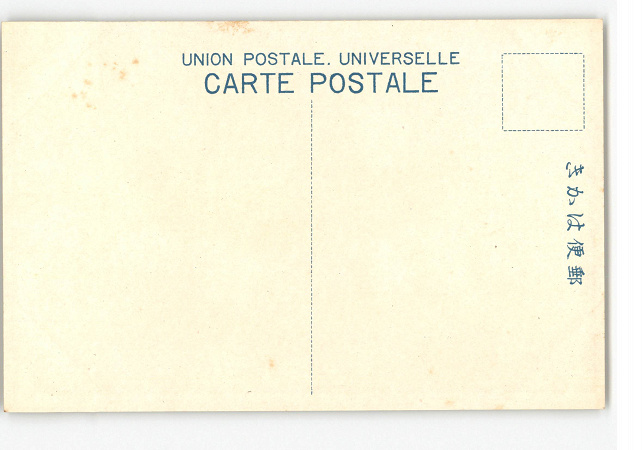 UNION POSTALE. UNIVERSELLE
CARTE POSTALE
きかは便郵